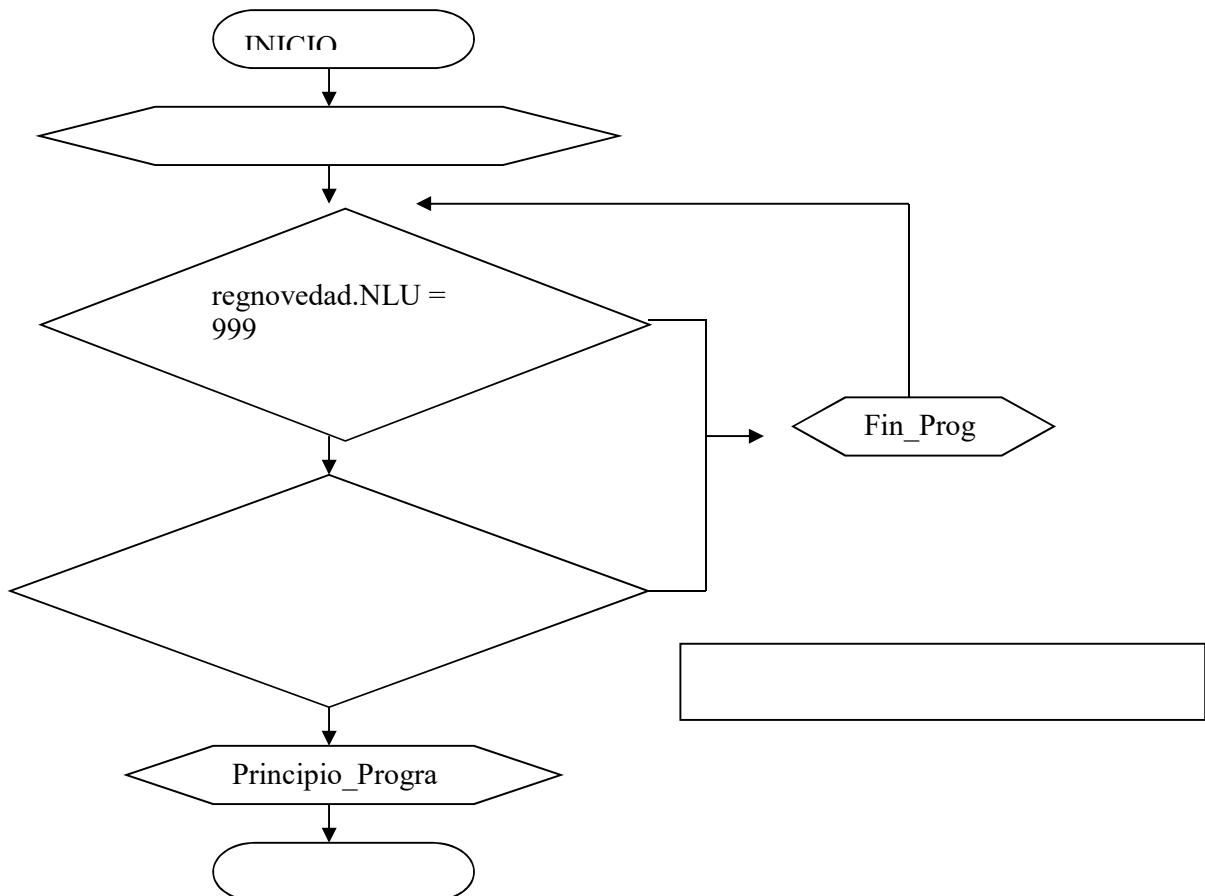 INICIO
regnovedad.NLU =
999
Fin_Prog
Principio_Progra